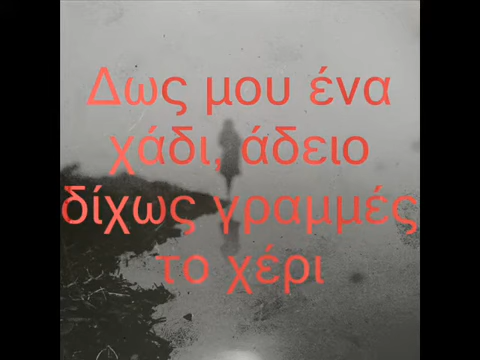 Δως μου ένα
χάδι, άδειο
δίχως γραμμές
το χέρι